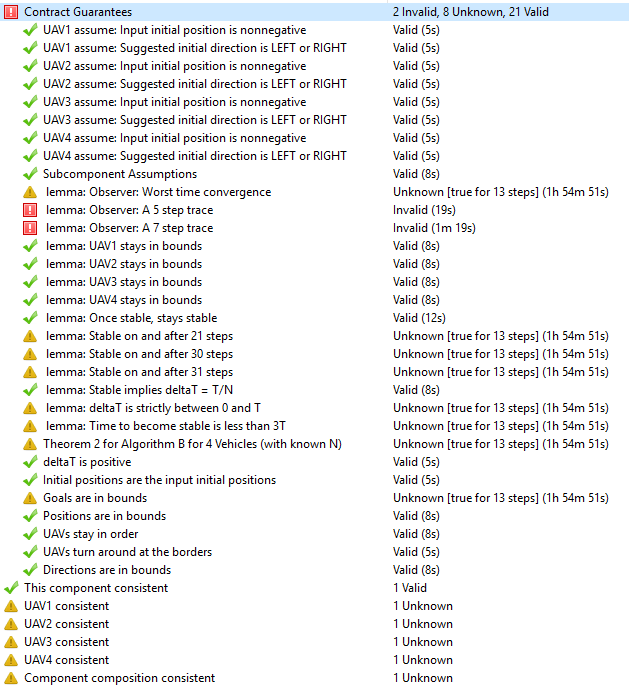 Contract Guarantees 2 Invalid, 8 Unknown, 21 Valid
UAV1 assume: Input initial position is nonnegative Valid (5s)
UAV1 assume: Suggested initial direction is LEFT or RIGHT Valid (5s)
UAV2 assume: Input initial position is nonnegative Valid (5s)
UAV2 assume: Suggested initial direction is LEFT or RIGHT Valid (5s)
UAV3 assume: Input initial position is nonnegative Valid (5s)
UAV3 assume: Suggested initial direction is LEFT or RIGHT Valid (5s)
UAV4 assume: Input initial position is nonnegative Valid (5s)
UAV4 assume: Suggested initial direction is LEFT or RIGHT Valid (5s)
Subcomponent Assumptions Valid (8s)
lemma: Observer: Worst time convergence Unknown [true for 13 steps] (1h 54m 51s)
lemma: Observer: A 5 step trace Invalid (19s)
lemma: Observer: A 7 step trace Invalid (1m 19s)
lemma: UAV1 stays in bounds Valid (8s)
lemma: UAV2 stays in bounds Valid (8s)
lemma: UAV3 stays in bounds Valid (8s)
lemma: UAV4 stays in bounds Valid (8s)
lemma: Once stable, stays stable Valid (12s)
lemma: Stable on and after 21 steps Unknown [true for 13 steps] (1h 54m 51s)
lemma: Stable on and after 30 steps Unknown [true for 13 steps] (1h 54m 51s)
lemma: Stable on and after 31 steps Unknown [true for 13 steps] (1h 54m 51s)
lemma: Stable implies deltaT = T/N Valid (8s)
lemma: deltaT is strictly between 0 and T Unknown [true for 13 steps] (1h 54m 51s)
lemma: Time to become stable is less than 3T Unknown [true for 13 steps] (1h 54m 51s)
Theorem 2 for Algorithm B for 4 Vehicles (with known N) Unknown [true for 13 steps] (1h 54m 51s)
deltaT is positive Valid (5s)
Initial positions are the input initial positions Valid (5s)
Goals are in bounds Unknown [true for 13 steps] (1h 54m 51s)
Positions are in bounds Valid (8s)
UAVs stay in order Valid (8s)
UAVs turn around at the borders Valid (5s)
Directions are in bounds Valid (8s)
This component consistent 1 Valid
UAV1 consistent 1 Unknown
UAV2 consistent 1 Unknown
UAV3 consistent 1 Unknown
UAV4 consistent 1 Unknown
Component composition consistent 1 Unknown